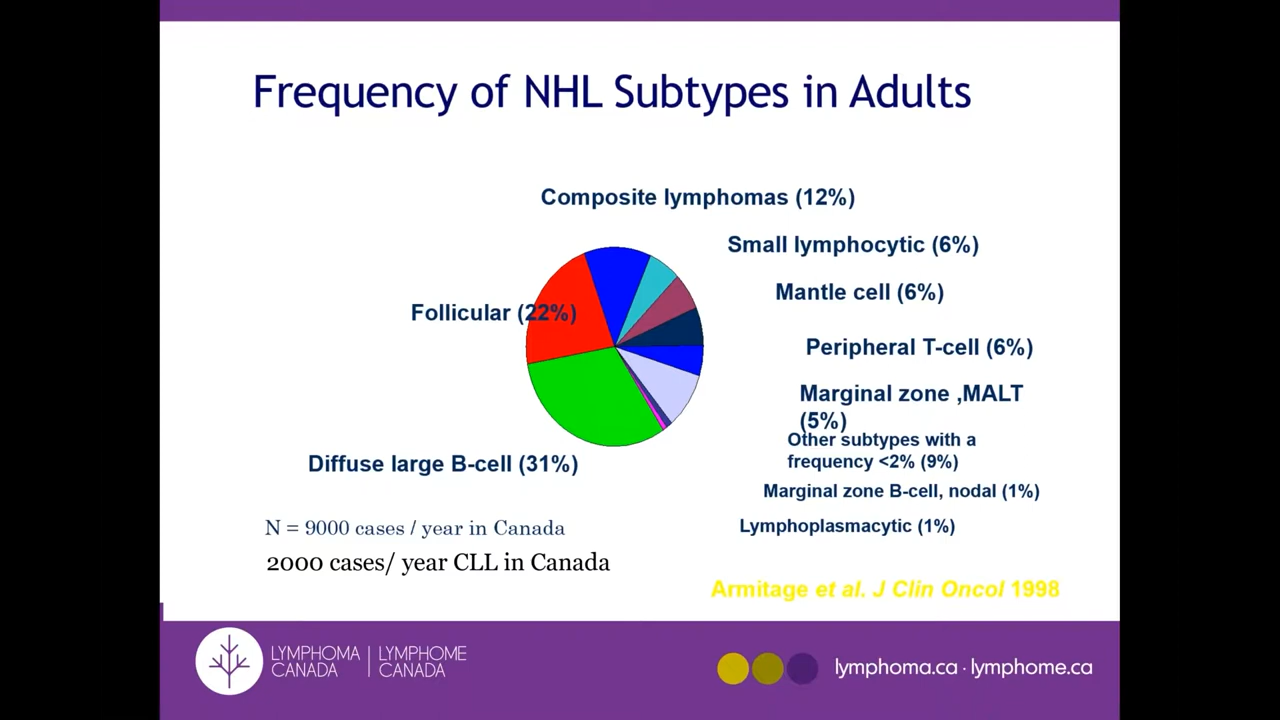 Frequency of NHL Subtypes in Adults
Composite lymphomas (12%)
Small lymphocytic (6%)
Mantle cell (6%)
Follicular (22%)
Peripheral T-cell (6%)
Marginal zone ,MALT
(5%)
Other subtypes with a
frequency <2% (9%)
Diffuse large B-cell (31%)
Marginal zone B-cell, nodal (1%)
Lymphoplasmacytic (1%)
N = 9000 cases / year in Canada
2000 cases/ year CLL in Canada
Armitage et al. J Clin Oncol 1998
LYMPHOMA
CANADA
LYMPHOME
CANADA
lymphoma.ca · lymphome.ca